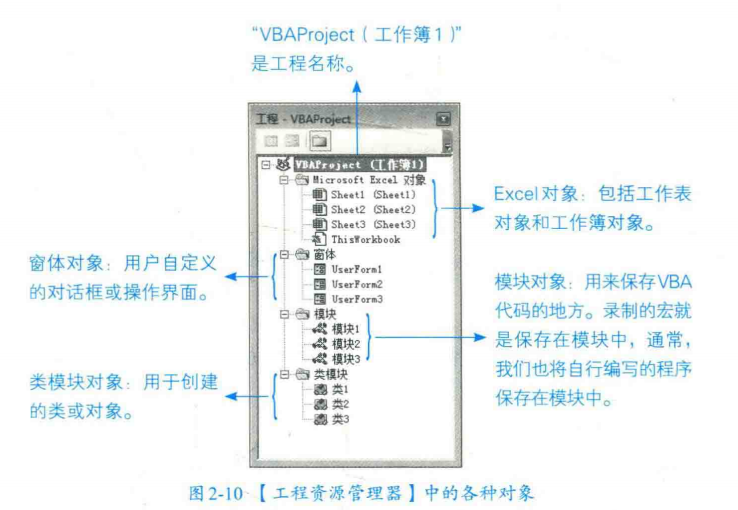 “VBAProject（工作簿1）”
是工程名称。
工程 - VBAProject
VBAProject (工作簿1)
Microsoft Excel 对象
Sheet1 (Sheet1)
Sheet2 (Sheet2)
Sheet3 (Sheet3)
ThisWorkbook
窗体
UserForm1
UserForm2
UserForm3
模块
模块1
模块2
模块3
类模块
类1
类2
类3
Excel对象：包括工作表
对象和工作簿对象。
窗体对象：用户自定义
的对话框或操作界面。
模块对象：用来保存VBA
代码的地方。录制的宏就
是保存在模块中，通常，
我们也将自行编写的程序
保存在模块中。
类模块对象：用于创建
的类或对象。
图2-10 【工程资源管理器】中的各种对象